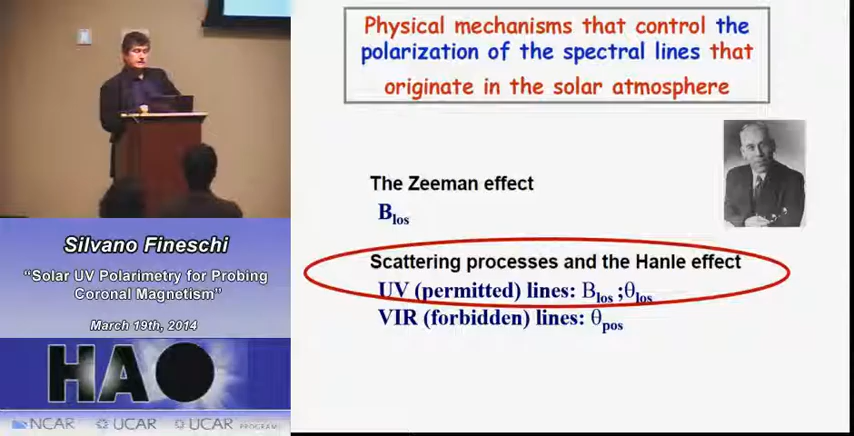 Physical mechanisms that control the
polarization of the spectral lines that
originate in the solar atmosphere
The Zeeman effect
Blos
Scattering processes and the Hanle effect
UV (permitted) lines: Blos ;θlos
VIR (forbidden) lines: θpos
Silvano Fineschi
“Solar UV Polarimetry for Probing
Coronal Magnetism”
March 19th, 2014
HAO
NCAR UCAR UCAR PROGRAMS